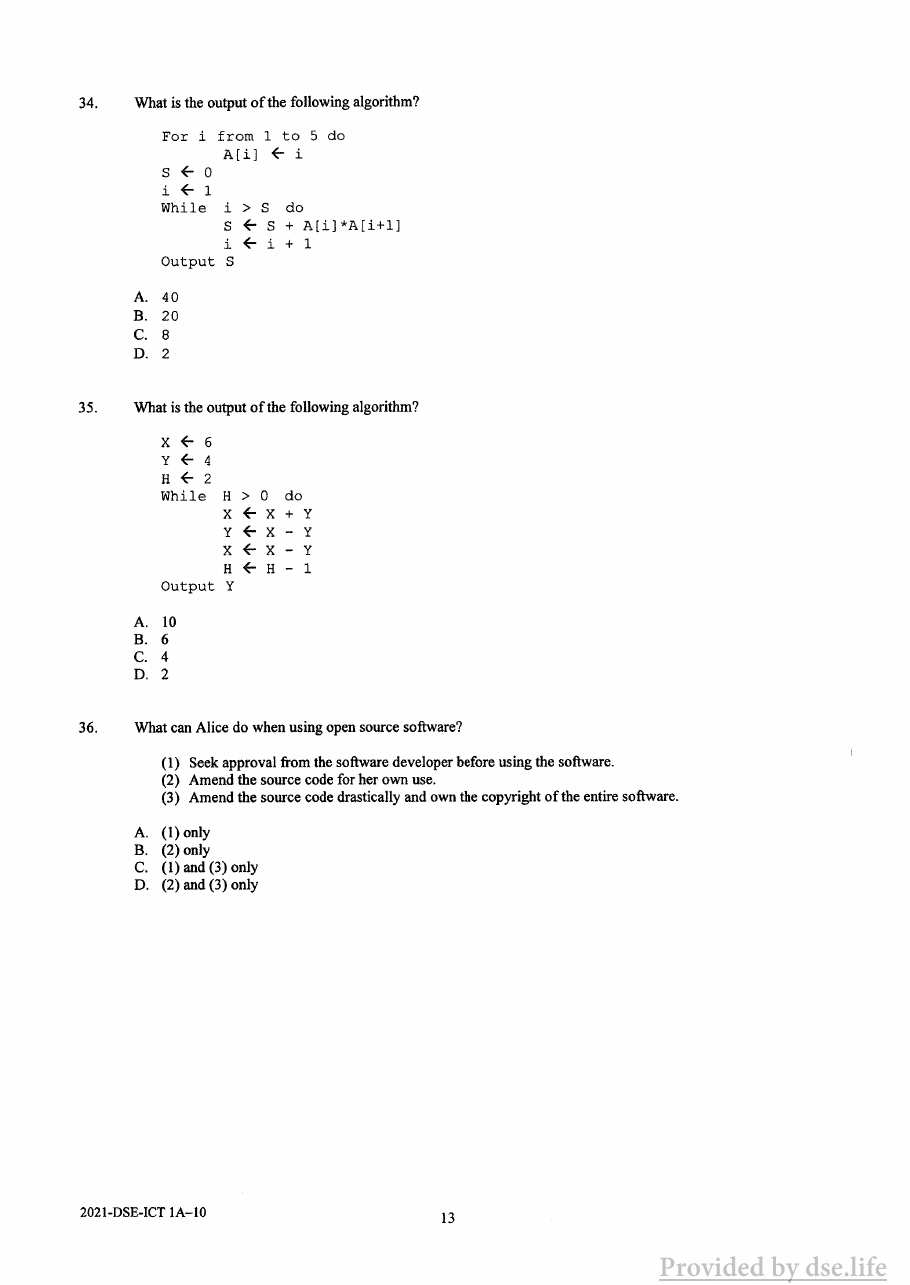 34. What is the output of the following algorithm?
For i from 1 to 5 do
A[i] ← i
S ← 0
i ← 1
While i > S do
S ← S + A[i]*A[i+1]
i ← i + 1
Output S
A. 40
B. 20
C. 8
D. 2
35. What is the output of the following algorithm?
X ← 6
Y ← 4
H ← 2
While H > 0 do
X ← X + Y
Y ← X - Y
X ← X - Y
H ← H - 1
Output Y
A. 10
B. 6
C. 4
D. 2
36. What can Alice do when using open source software?
(1) Seek approval from the software developer before using the software.
(2) Amend the source code for her own use.
(3) Amend the source code drastically and own the copyright of the entire software.
A. (1) only
B. (2) only
C. (1) and (3) only
D. (2) and (3) only
2021-DSE-ICT 1A–10
13
Provided by dse.life